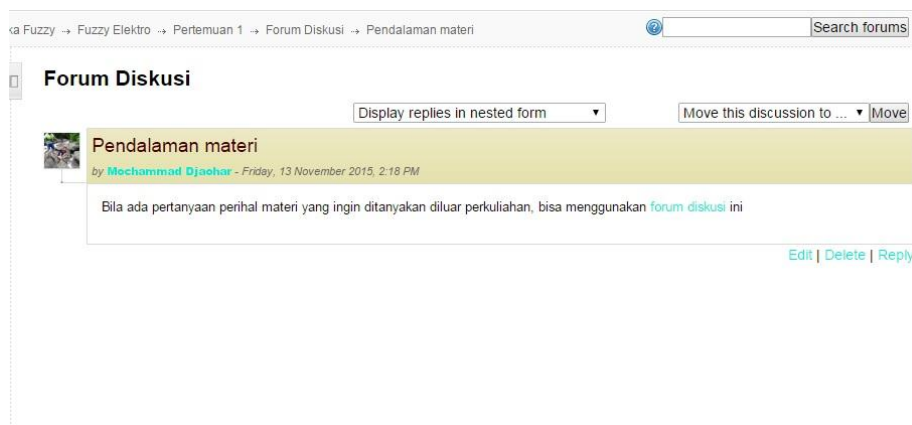 ka Fuzzy → Fuzzy Elektro → Pertemuan 1 → Forum Diskusi → Pendalaman materi
Search forums
Forum Diskusi
Display replies in nested form
Move this discussion to ... Move
Pendalaman materi
by Mochammad Djaohar - Friday, 13 November 2015, 2:18 PM
Bila ada pertanyaan perihal materi yang ingin ditanyakan diluar perkuliahan, bisa menggunakan forum diskusi ini
Edit | Delete | Reply